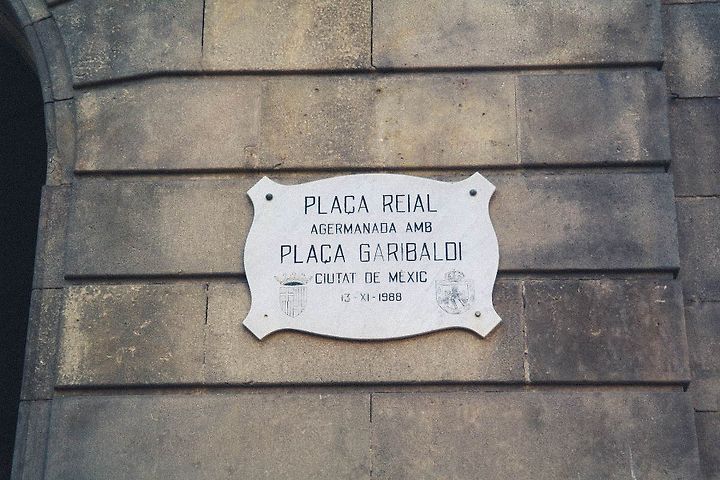 PLAÇA REIAL
AGERMANADA AMB
PLAÇA GARIBALDI
CIUTAT DE MÈXIC
13-XI-1988